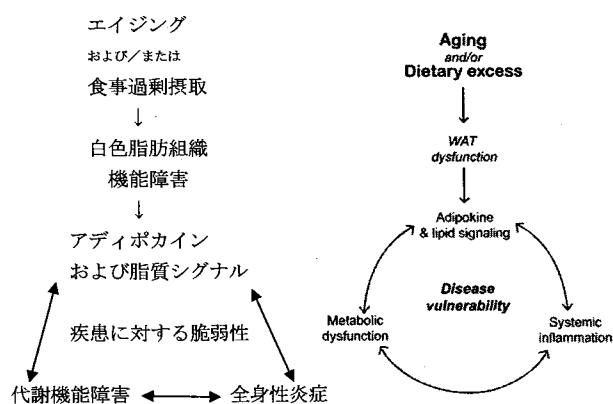 エイジング
および／または
食事過剰摂取
↓
白色脂肪組織
機能障害
↓
アディポカイン
および脂質シグナル
疾患に対する脆弱性
代謝機能障害
全身性炎症
Aging
and/or
Dietary excess
WAT
dysfunction
Adipokine
& lipid signaling
Disease
vulnerability
Metabolic
dysfunction
Systemic
inflammation